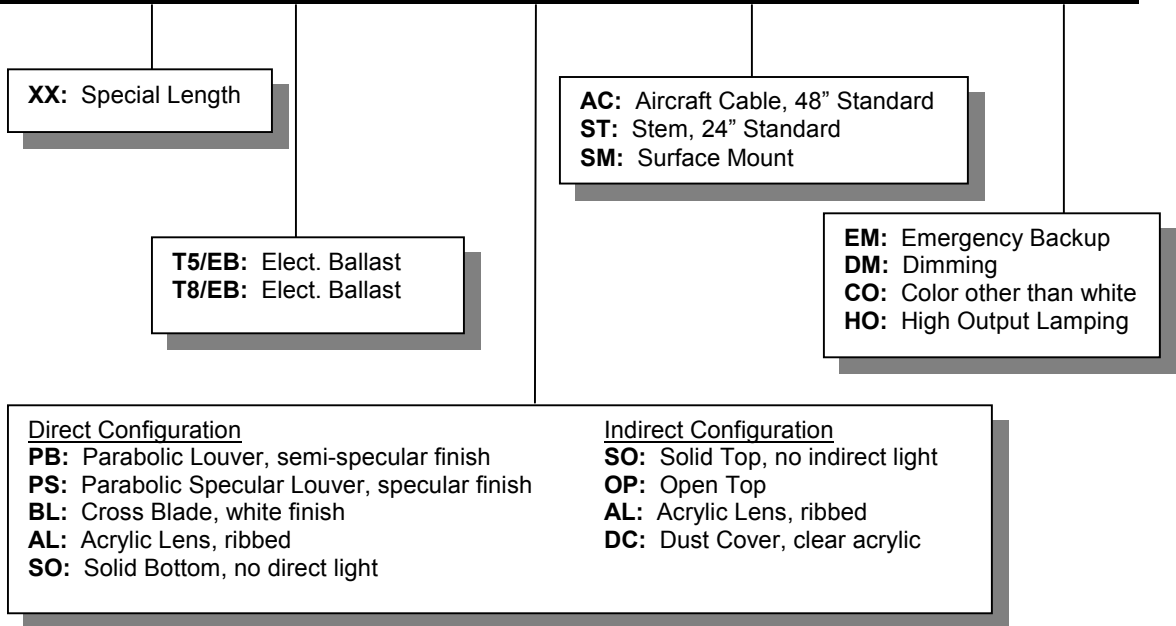 XX: Special Length
AC: Aircraft Cable, 48” Standard
ST: Stem, 24” Standard
SM: Surface Mount
T5/EB: Elect. Ballast
T8/EB: Elect. Ballast
EM: Emergency Backup
DM: Dimming
CO: Color other than white
HO: High Output Lamping
Direct Configuration
PB: Parabolic Louver, semi-specular finish
PS: Parabolic Specular Louver, specular finish
BL: Cross Blade, white finish
AL: Acrylic Lens, ribbed
SO: Solid Bottom, no direct light
Indirect Configuration
SO: Solid Top, no indirect light
OP: Open Top
AL: Acrylic Lens, ribbed
DC: Dust Cover, clear acrylic